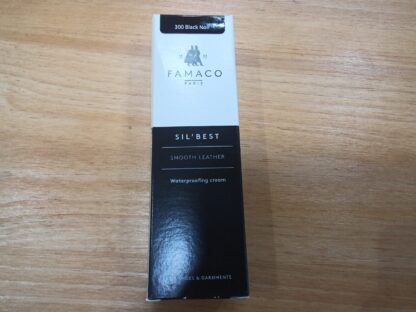 300 Black Noir
FAMACO
PARIS
SIL'BEST
SMOOTH LEATHER
Waterproofing cream
& GARMENTS